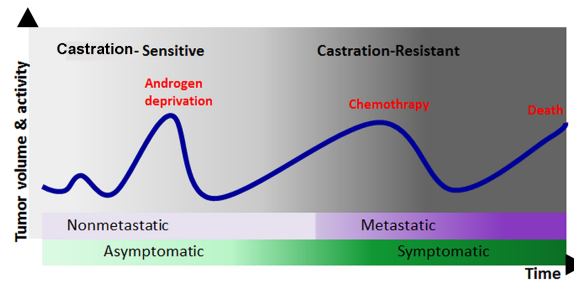 Castration- Sensitive
Castration-Resistant
Androgen
deprivation
Chemothrapy
Death
Tumor volume & activity
Nonmetastatic
Metastatic
Asymptomatic
Symptomatic
Time